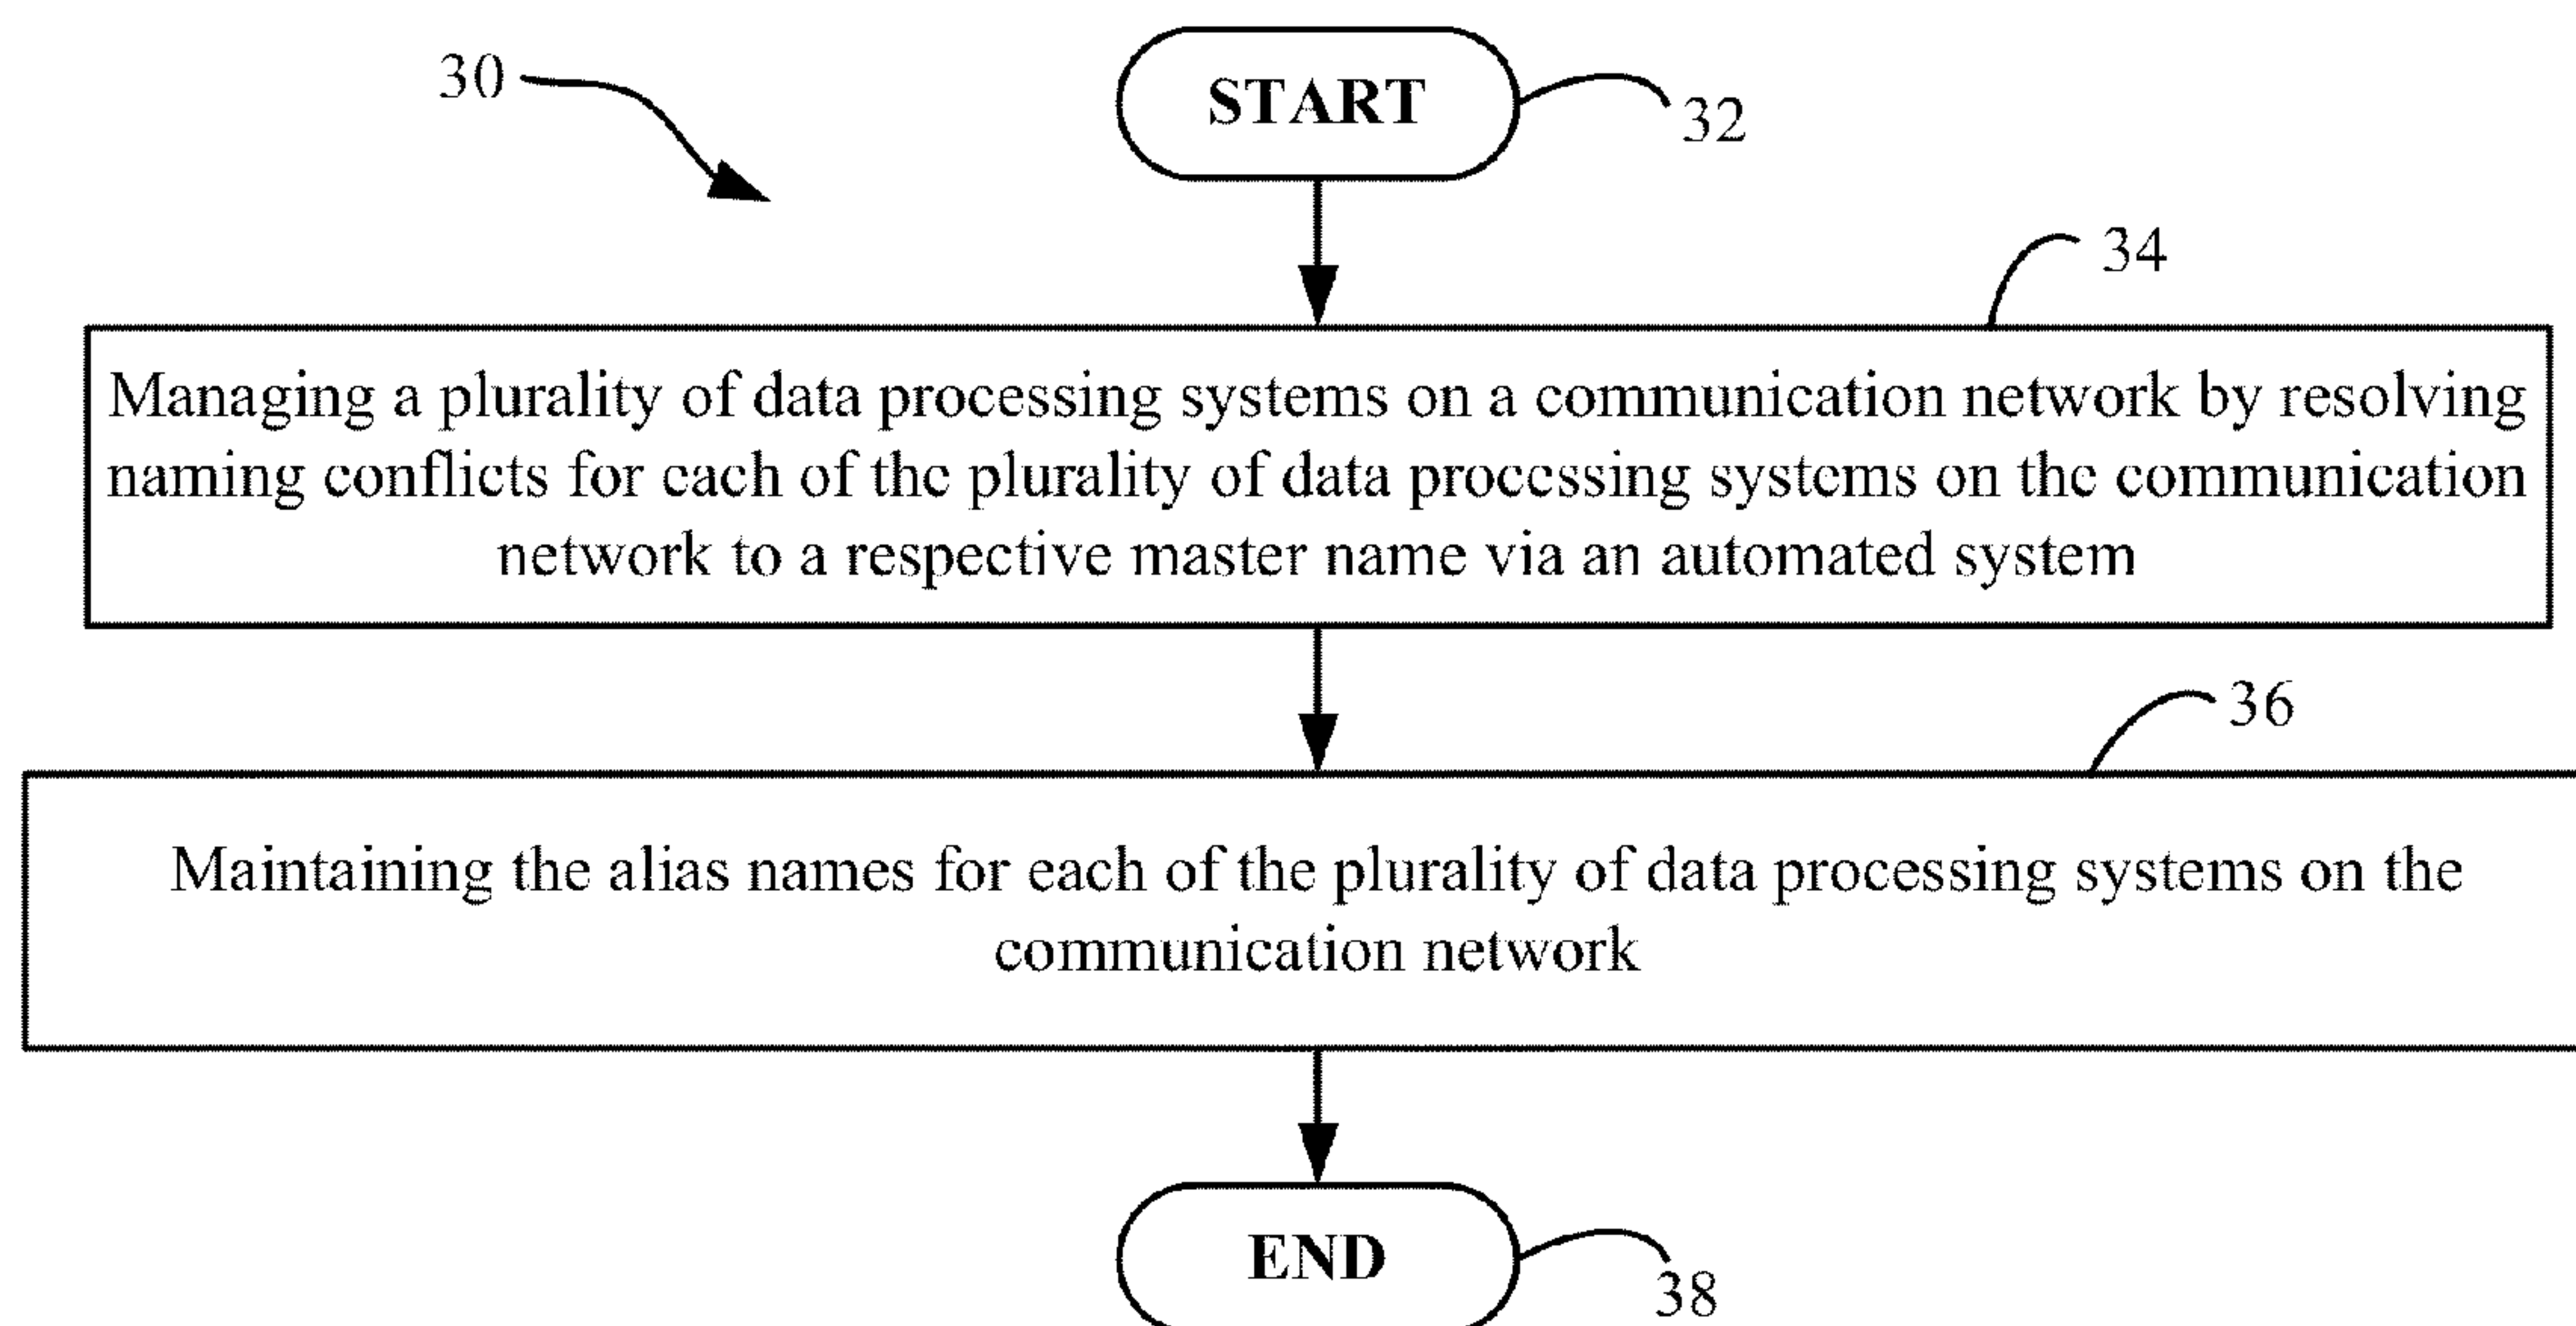 30
START
32
34
Managing a plurality of data processing systems on a communication network by resolving
naming conflicts for each of the plurality of data processing systems on the communication
network to a respective master name via an automated system
36
Maintaining the alias names for each of the plurality of data processing systems on the
communication network
END
38